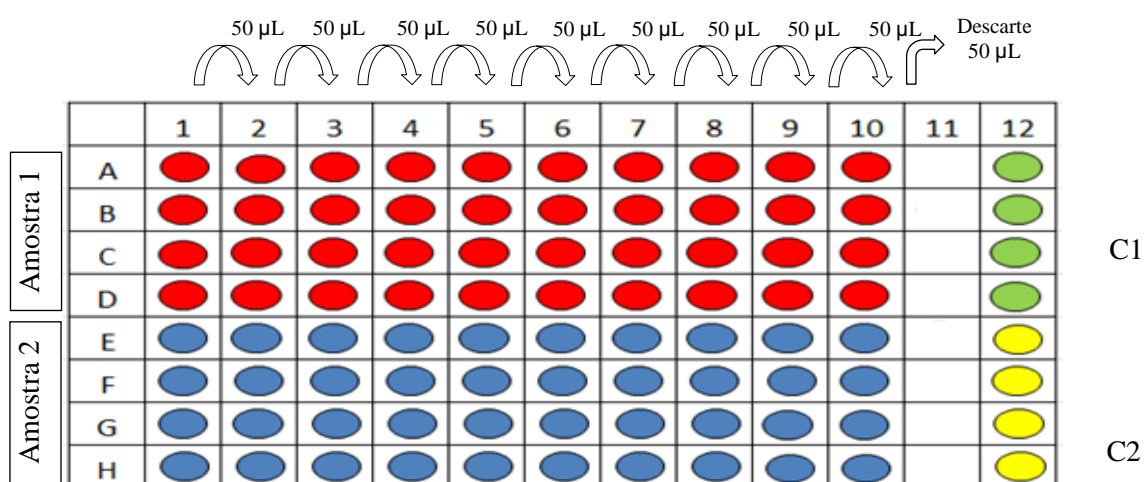 50 μL 50 μL 50 μL 50 μL 50 μL 50 μL 50 μL 50 μL 50 μL Descarte
50 μL
1 2 3 4 5 6 7 8 9 10 11 12
Amostra 1
A
B
C C1
D
Amostra 2
E
F
G
H C2